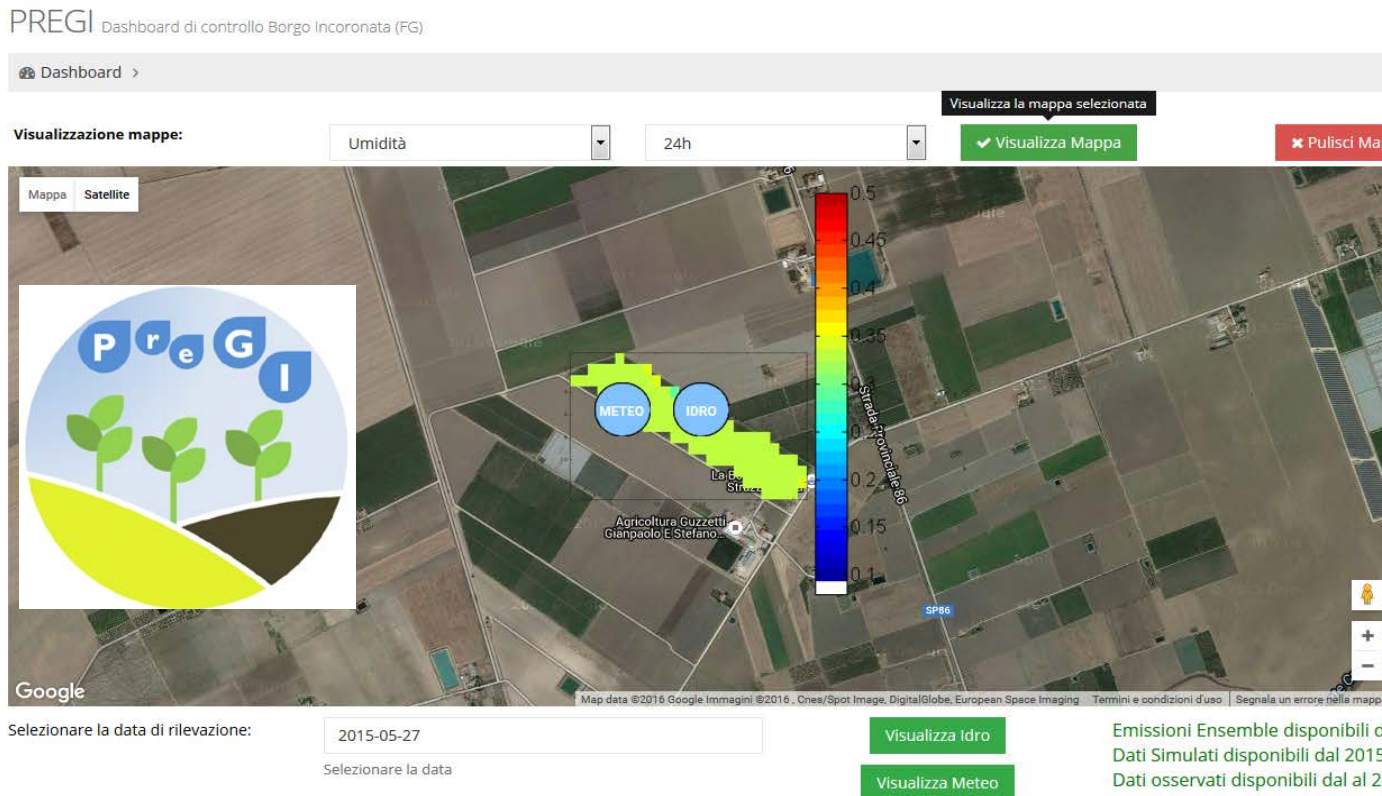 PREGI Dashboard di controllo Borgo Incoronata (FG)
Dashboard >
Visualizza la mappa selezionata
Visualizzazione mappe:
Umidità
24h
Visualizza Mappa
Pulisci Ma
Mappa Satellite
0.5
0.45
0.4
0.35
PreGI
METEO
IDRO
Strada Provinciale 86
0.2
Agricoltura Guzzetti
Gianpaolo E Stefano...
0.15
0.1
SP86
+
−
Google
Map data ©2016 Google Immagini ©2016 , Cnes/Spot Image, DigitalGlobe, European Space Imaging
Termini e condizioni d'uso
Segnala un errore nella mappa
Selezionare la data di rilevazione:
2015-05-27
Selezionare la data
Visualizza Idro
Visualizza Meteo
Emissioni Ensemble disponibili d
Dati Simulati disponibili dal 2015
Dati osservati disponibili dal al 2